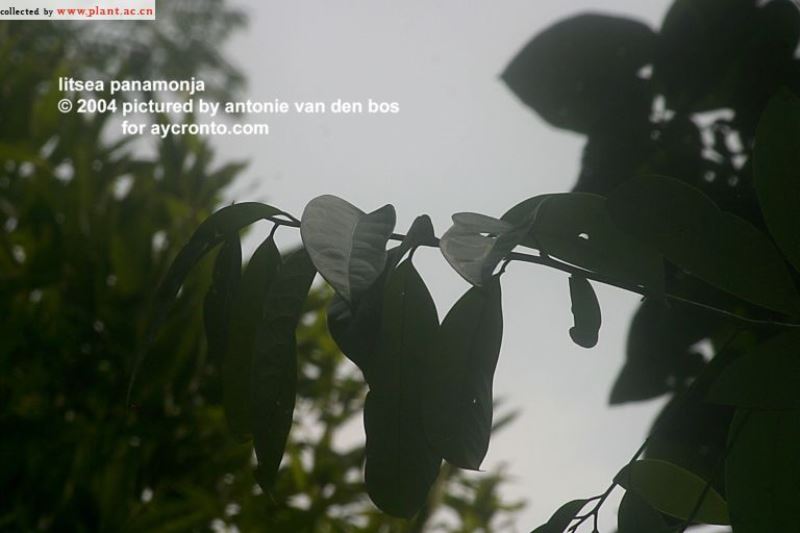 collected by www.plant.ac.cn
litsea panamonja
© 2004 pictured by antonie van den bos
for aycronto.com